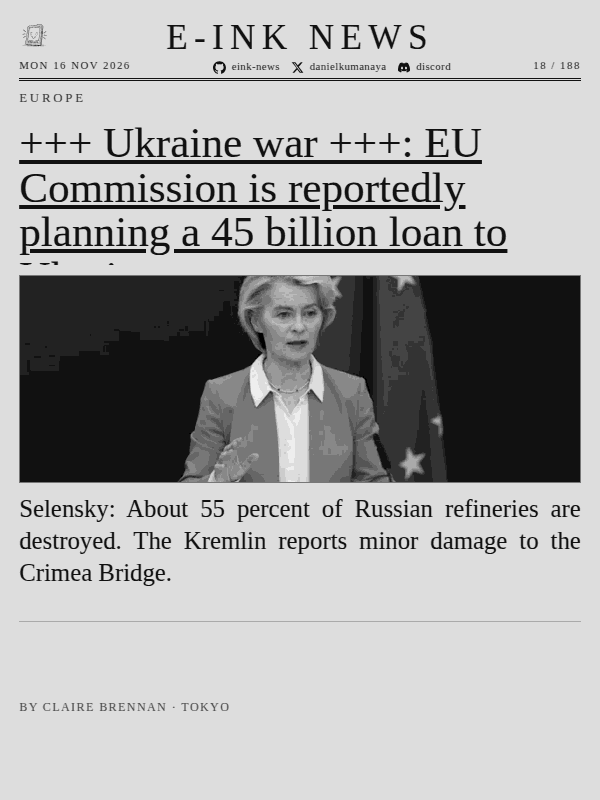 E-INK NEWS
MON 16 NOV 2026
eink-news danielkumanaya discord
18 / 188
EUROPE
+++ Ukraine war +++: EU
Commission is reportedly
planning a 45 billion loan to
Selensky: About 55 percent of Russian refineries are
destroyed. The Kremlin reports minor damage to the
Crimea Bridge.
BY CLAIRE BRENNAN · TOKYO